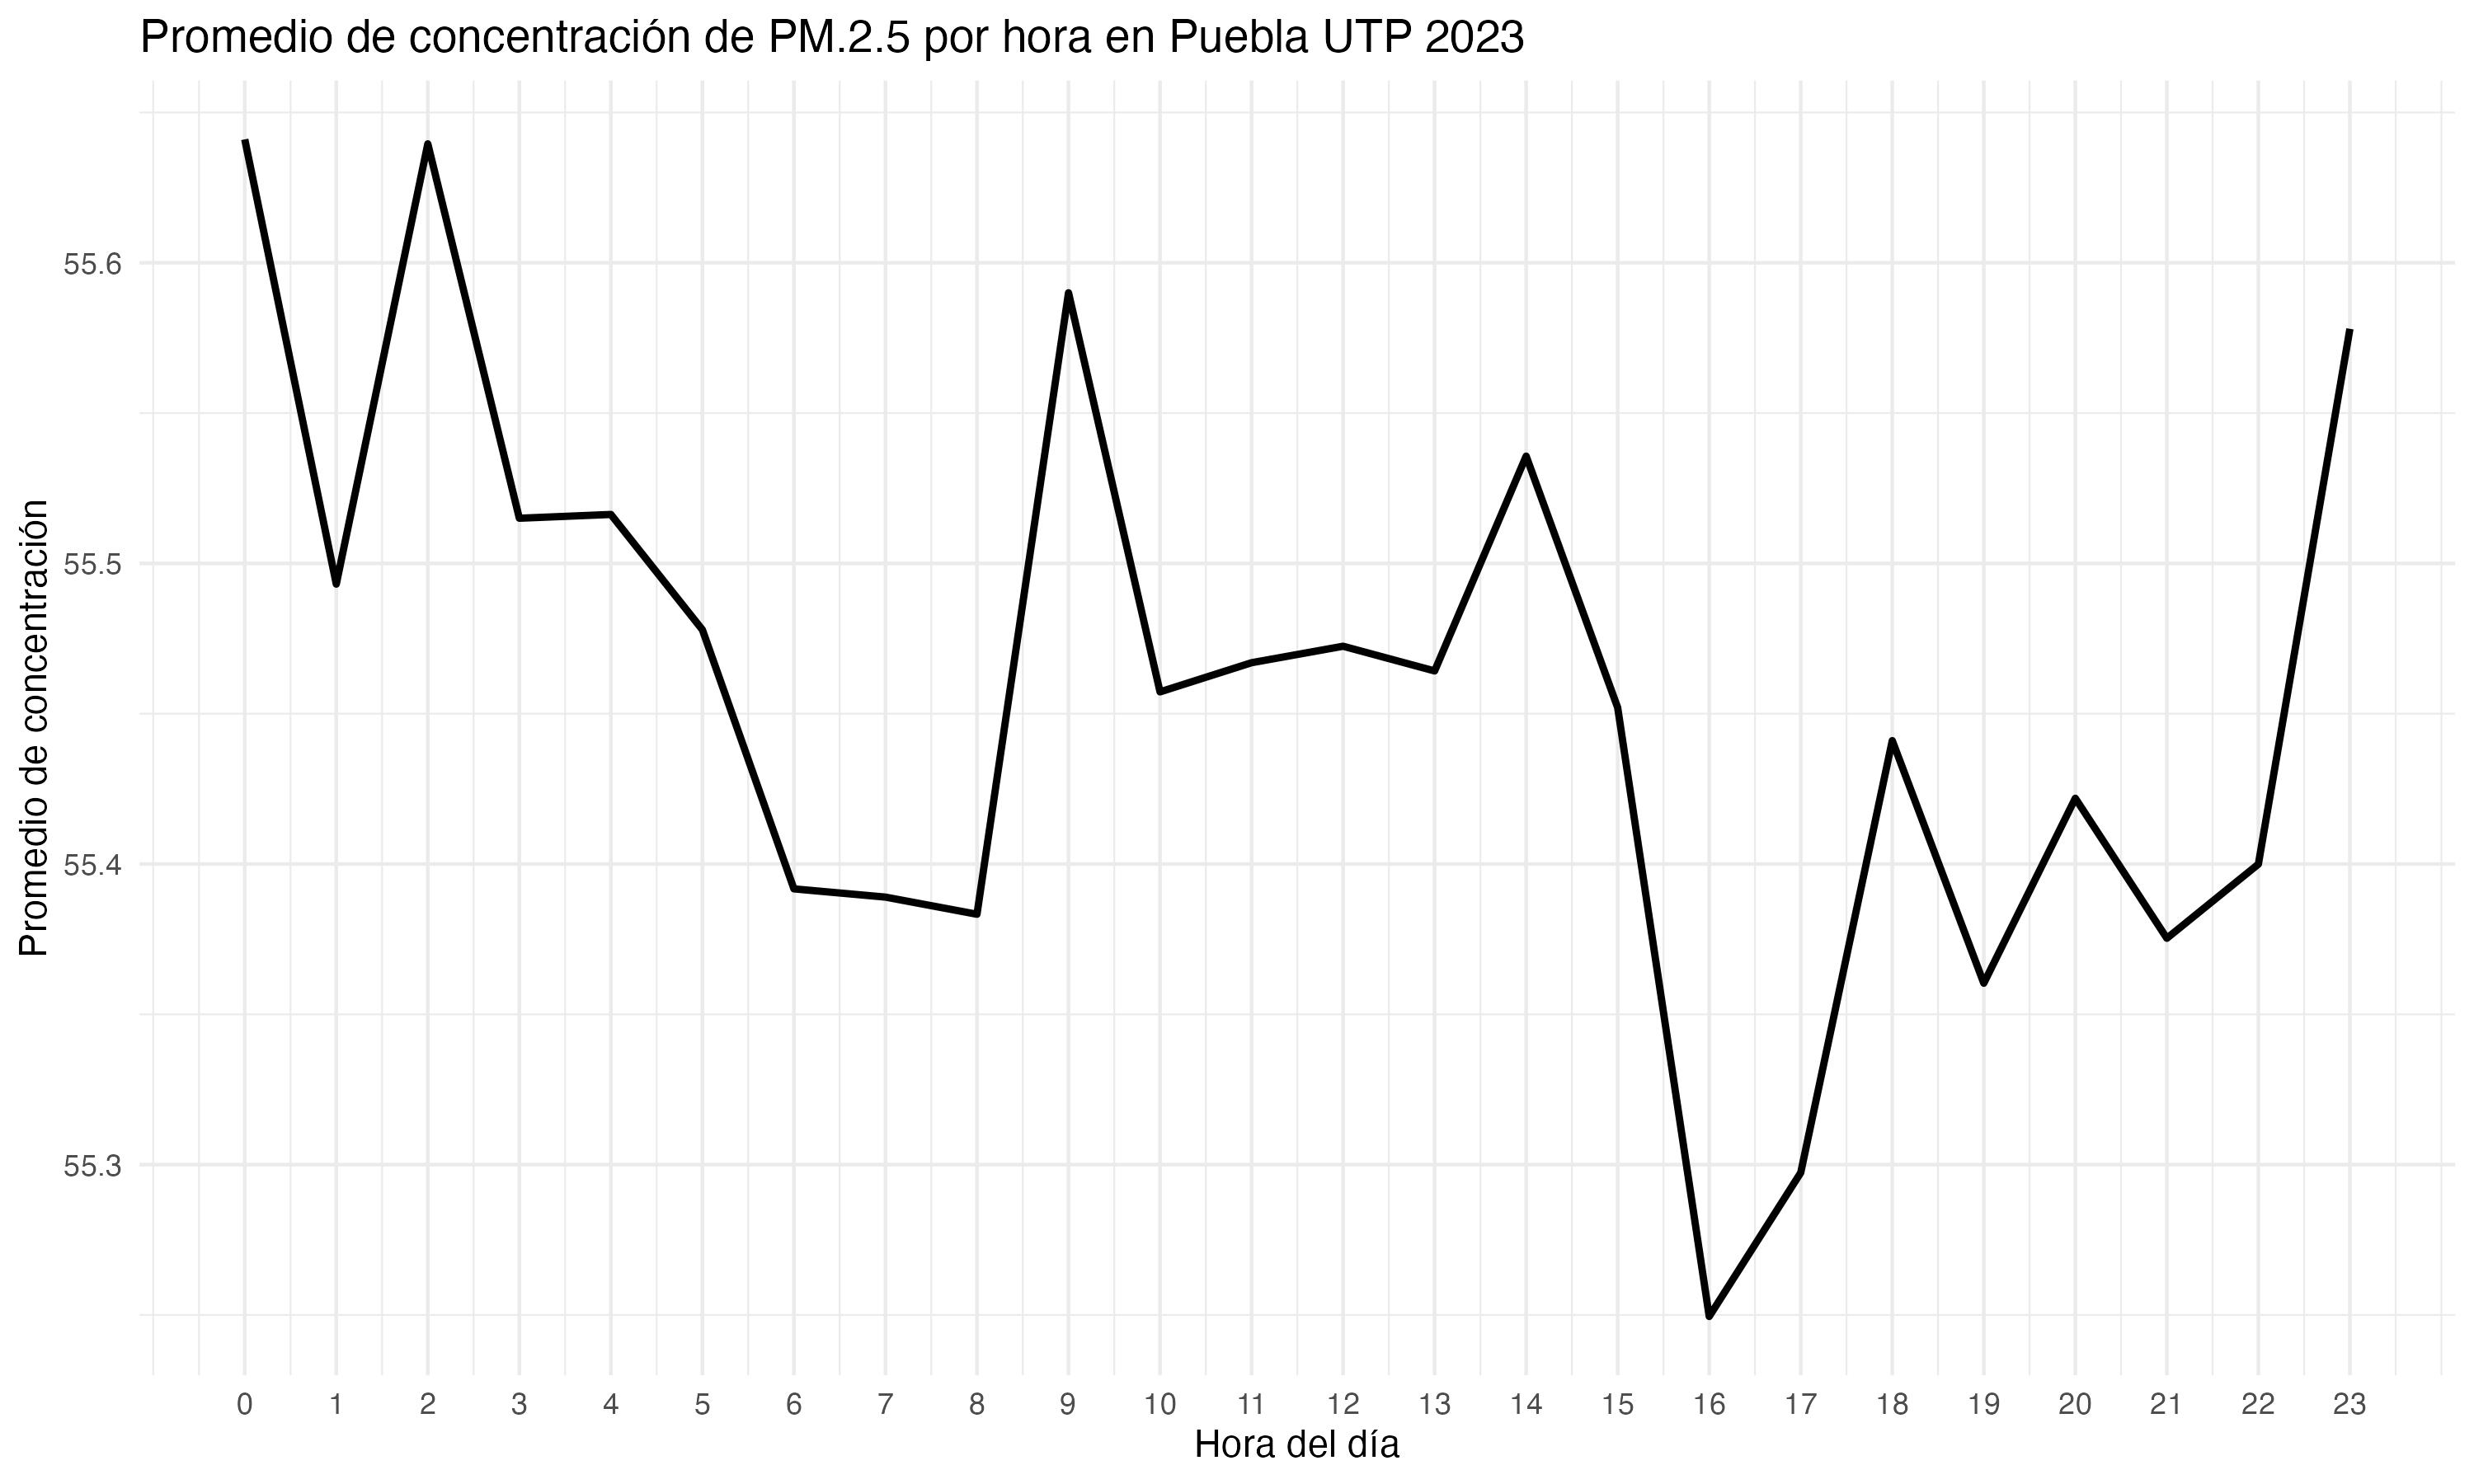 Promedio de concentración de PM.2.5 por hora en Puebla UTP 2023
Promedio de concentración
55.6
55.5
55.4
55.3
0 1 2 3 4 5 6 7 8 9 10 11 12 13 14 15 16 17 18 19 20 21 22 23
Hora del día